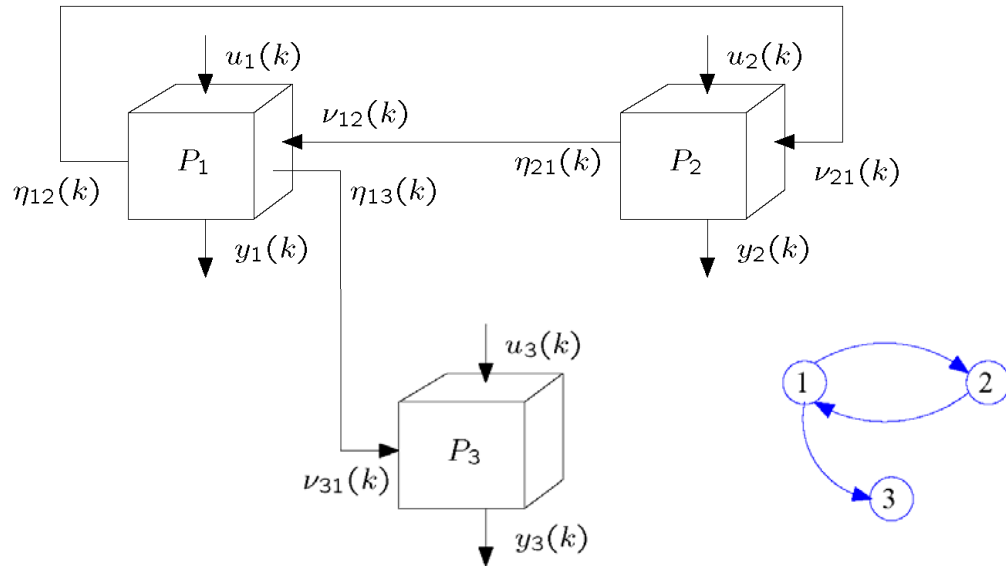 u₁(k)
u₂(k)
ν₁₂(k)
P₁
P₂
η₂₁(k)
ν₂₁(k)
η₁₂(k)
η₁₃(k)
y₁(k)
y₂(k)
u₃(k)
1
2
P₃
ν₃₁(k)
3
y₃(k)